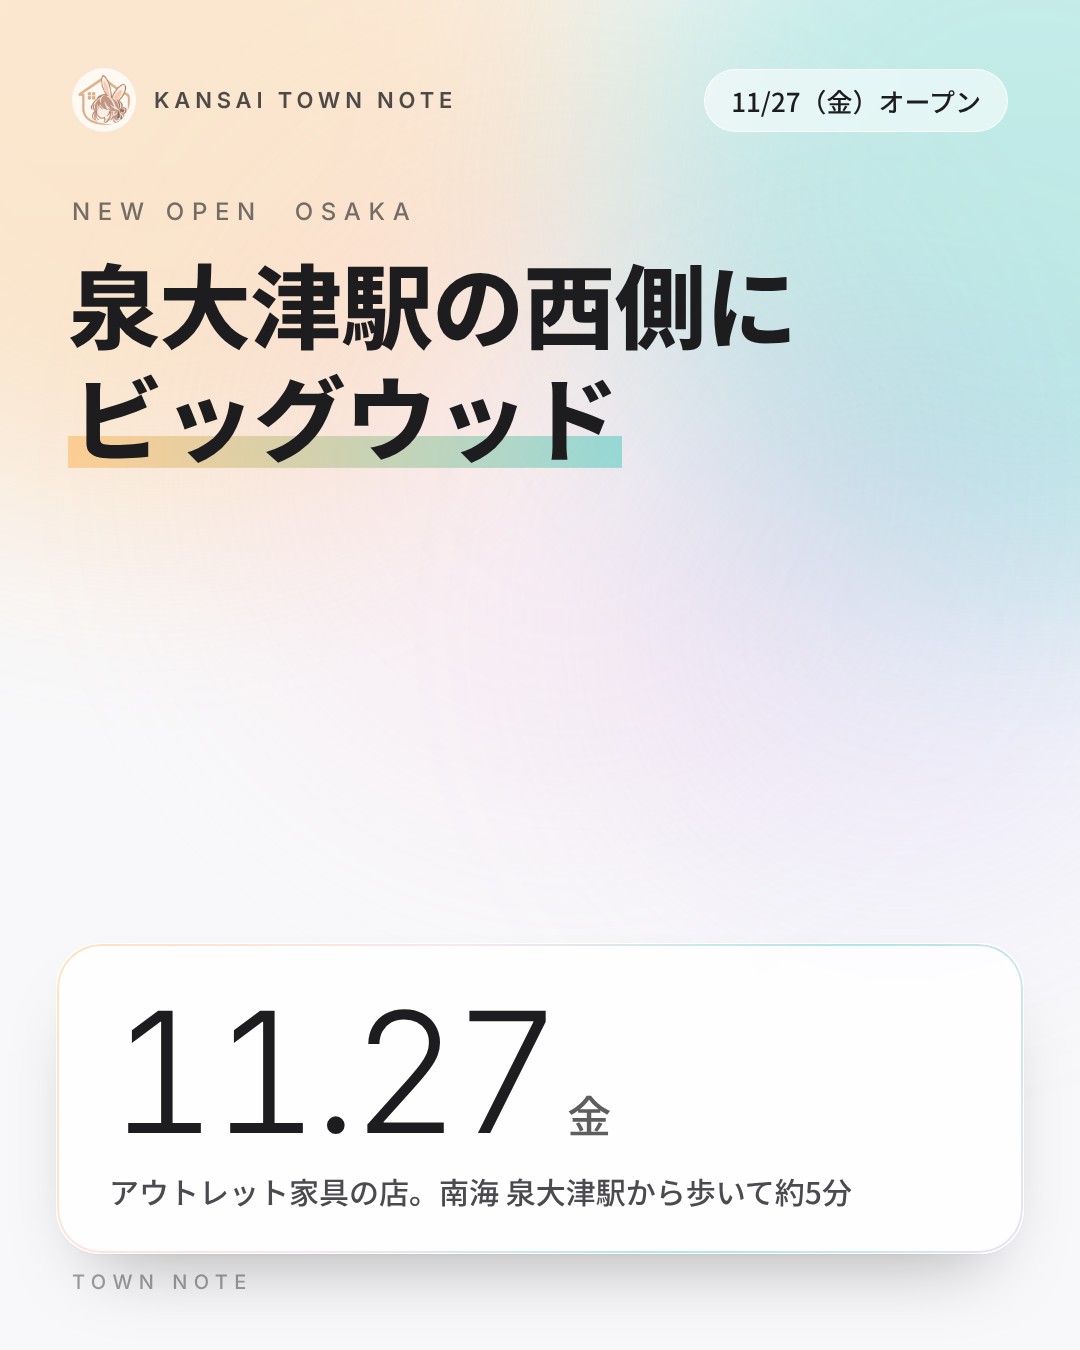 KANSAI TOWN NOTE
11/27（金）オープン
NEW OPEN OSAKA
泉大津駅の西側に
ビッグウッド
11.27 金
アウトレット家具の店。南海 泉大津駅から歩いて約5分
TOWN NOTE